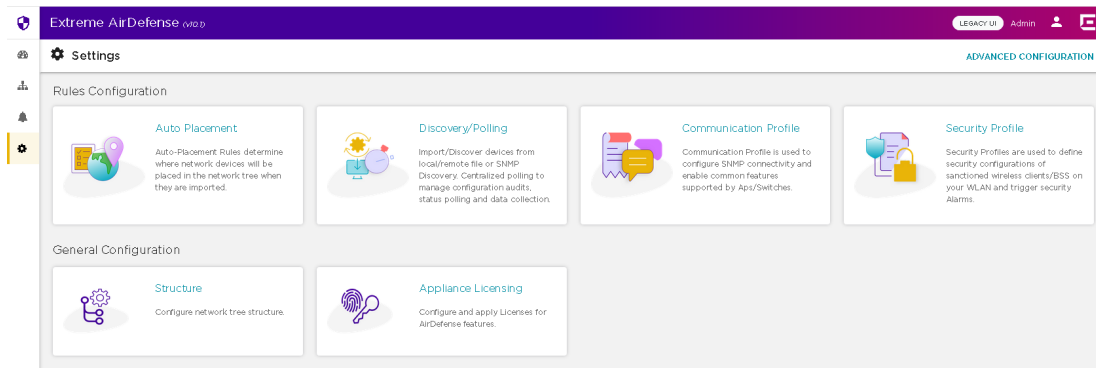 Extreme AirDefense (v10.1)
LEGACY UI
Admin
Settings
ADVANCED CONFIGURATION
Rules Configuration
Auto Placement
Auto-Placement Rules determine
where network devices will be
placed in the network tree when
they are imported.
Discovery/Polling
Import/Discover devices from
local/remote file or SNMP
Discovery. Centralized polling to
manage configuration audits,
status polling and data collection.
Communication Profile
Communication Profile is used to
configure SNMP connectivity and
enable common features
supported by Aps/Switches.
Security Profile
Security Profiles are used to define
security configurations of
sanctioned wireless clients/BSS on
your WLAN and trigger security
Alarms.
General Configuration
Structure
Configure network tree structure.
Appliance Licensing
Configure and apply Licenses for
AirDefense features.